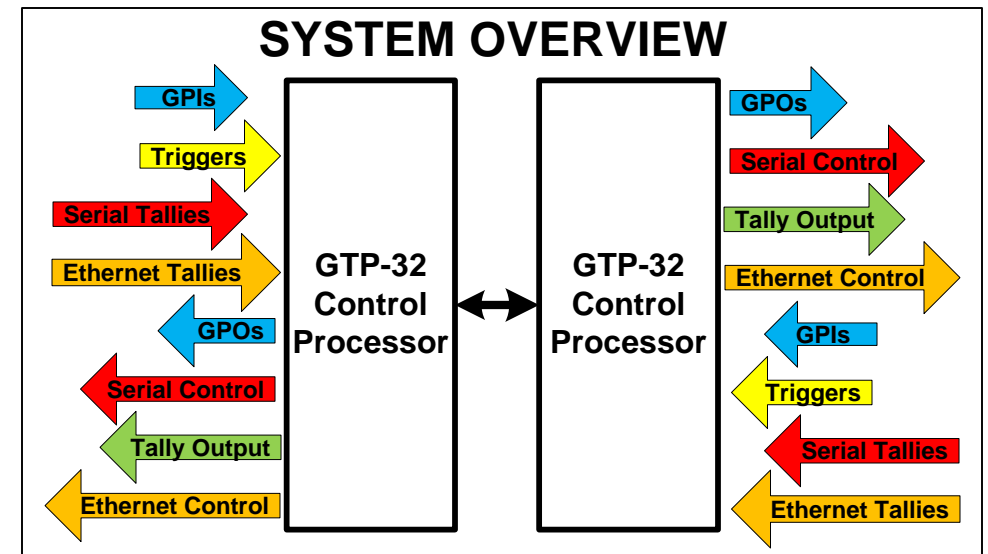 SYSTEM OVERVIEW
GPIs
Triggers
Serial Tallies
Ethernet Tallies
GPOs
Serial Control
Tally Output
Ethernet Control
GTP-32
Control
Processor
GTP-32
Control
Processor
GPOs
Serial Control
Tally Output
Ethernet Control
GPIs
Triggers
Serial Tallies
Ethernet Tallies